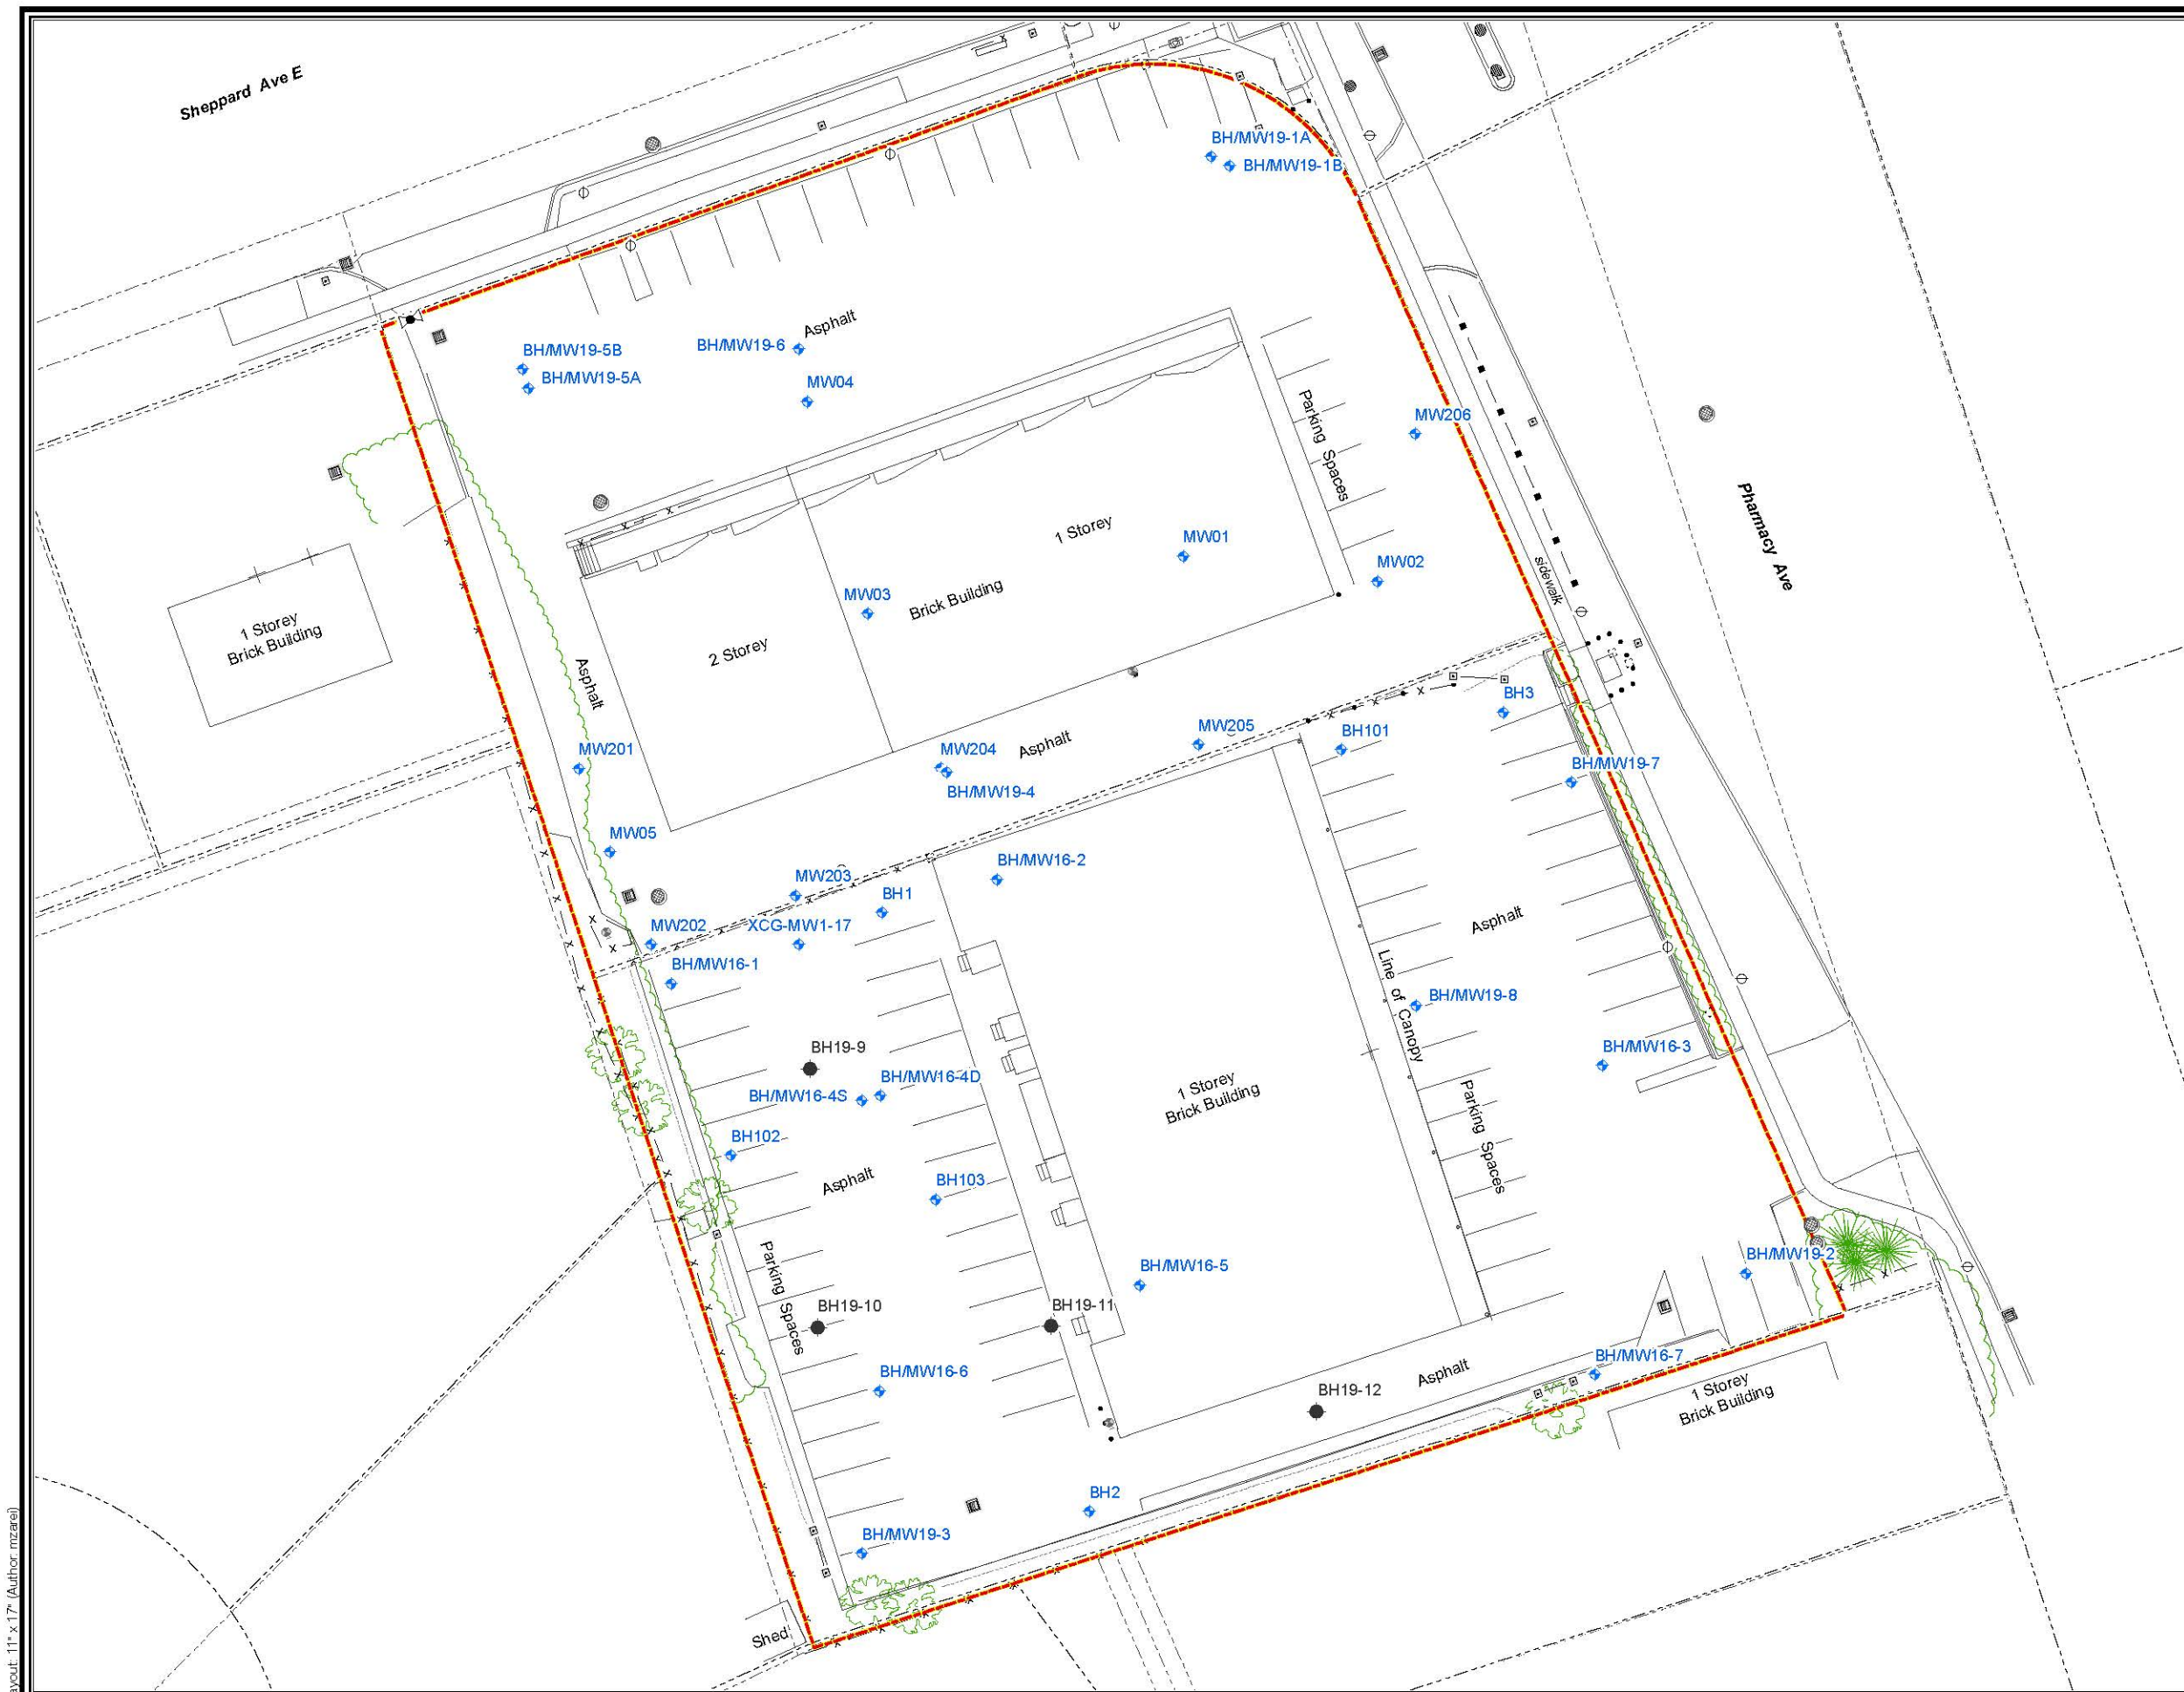 Sheppard Ave E
BH/MW19-1A
BH/MW19-1B
Asphalt
BH/MW19-6
BH/MW19-5B
BH/MW19-5A
MW04
Parking Spaces
MW206
Pharmacy Ave
1 Storey
MW01
MW02
sidewalk
MW03
Brick Building
1 Storey
Brick Building
2 Storey
Asphalt
BH3
MW205
BH101
MW201
MW204
Asphalt
BH/MW19-4
BH/MW19-7
MW05
BH/MW16-2
MW203
BH1
MW202
XCG-MW1-17
Asphalt
BH/MW16-1
Line of Canopy
BH/MW19-8
BH19-9
BH/MW16-3
BH/MW16-4D
BH/MW16-4S
1 Storey
Brick Building
Parking Spaces
BH102
Asphalt
BH103
Parking Spaces
BH/MW19-2
BH/MW16-5
BH19-10
BH19-11
BH/MW16-7
BH/MW16-6
Asphalt
BH19-12
1 Storey
Brick Building
BH2
BH/MW19-3
Shed
ayout: 11" x 17" (Author: mzarei)